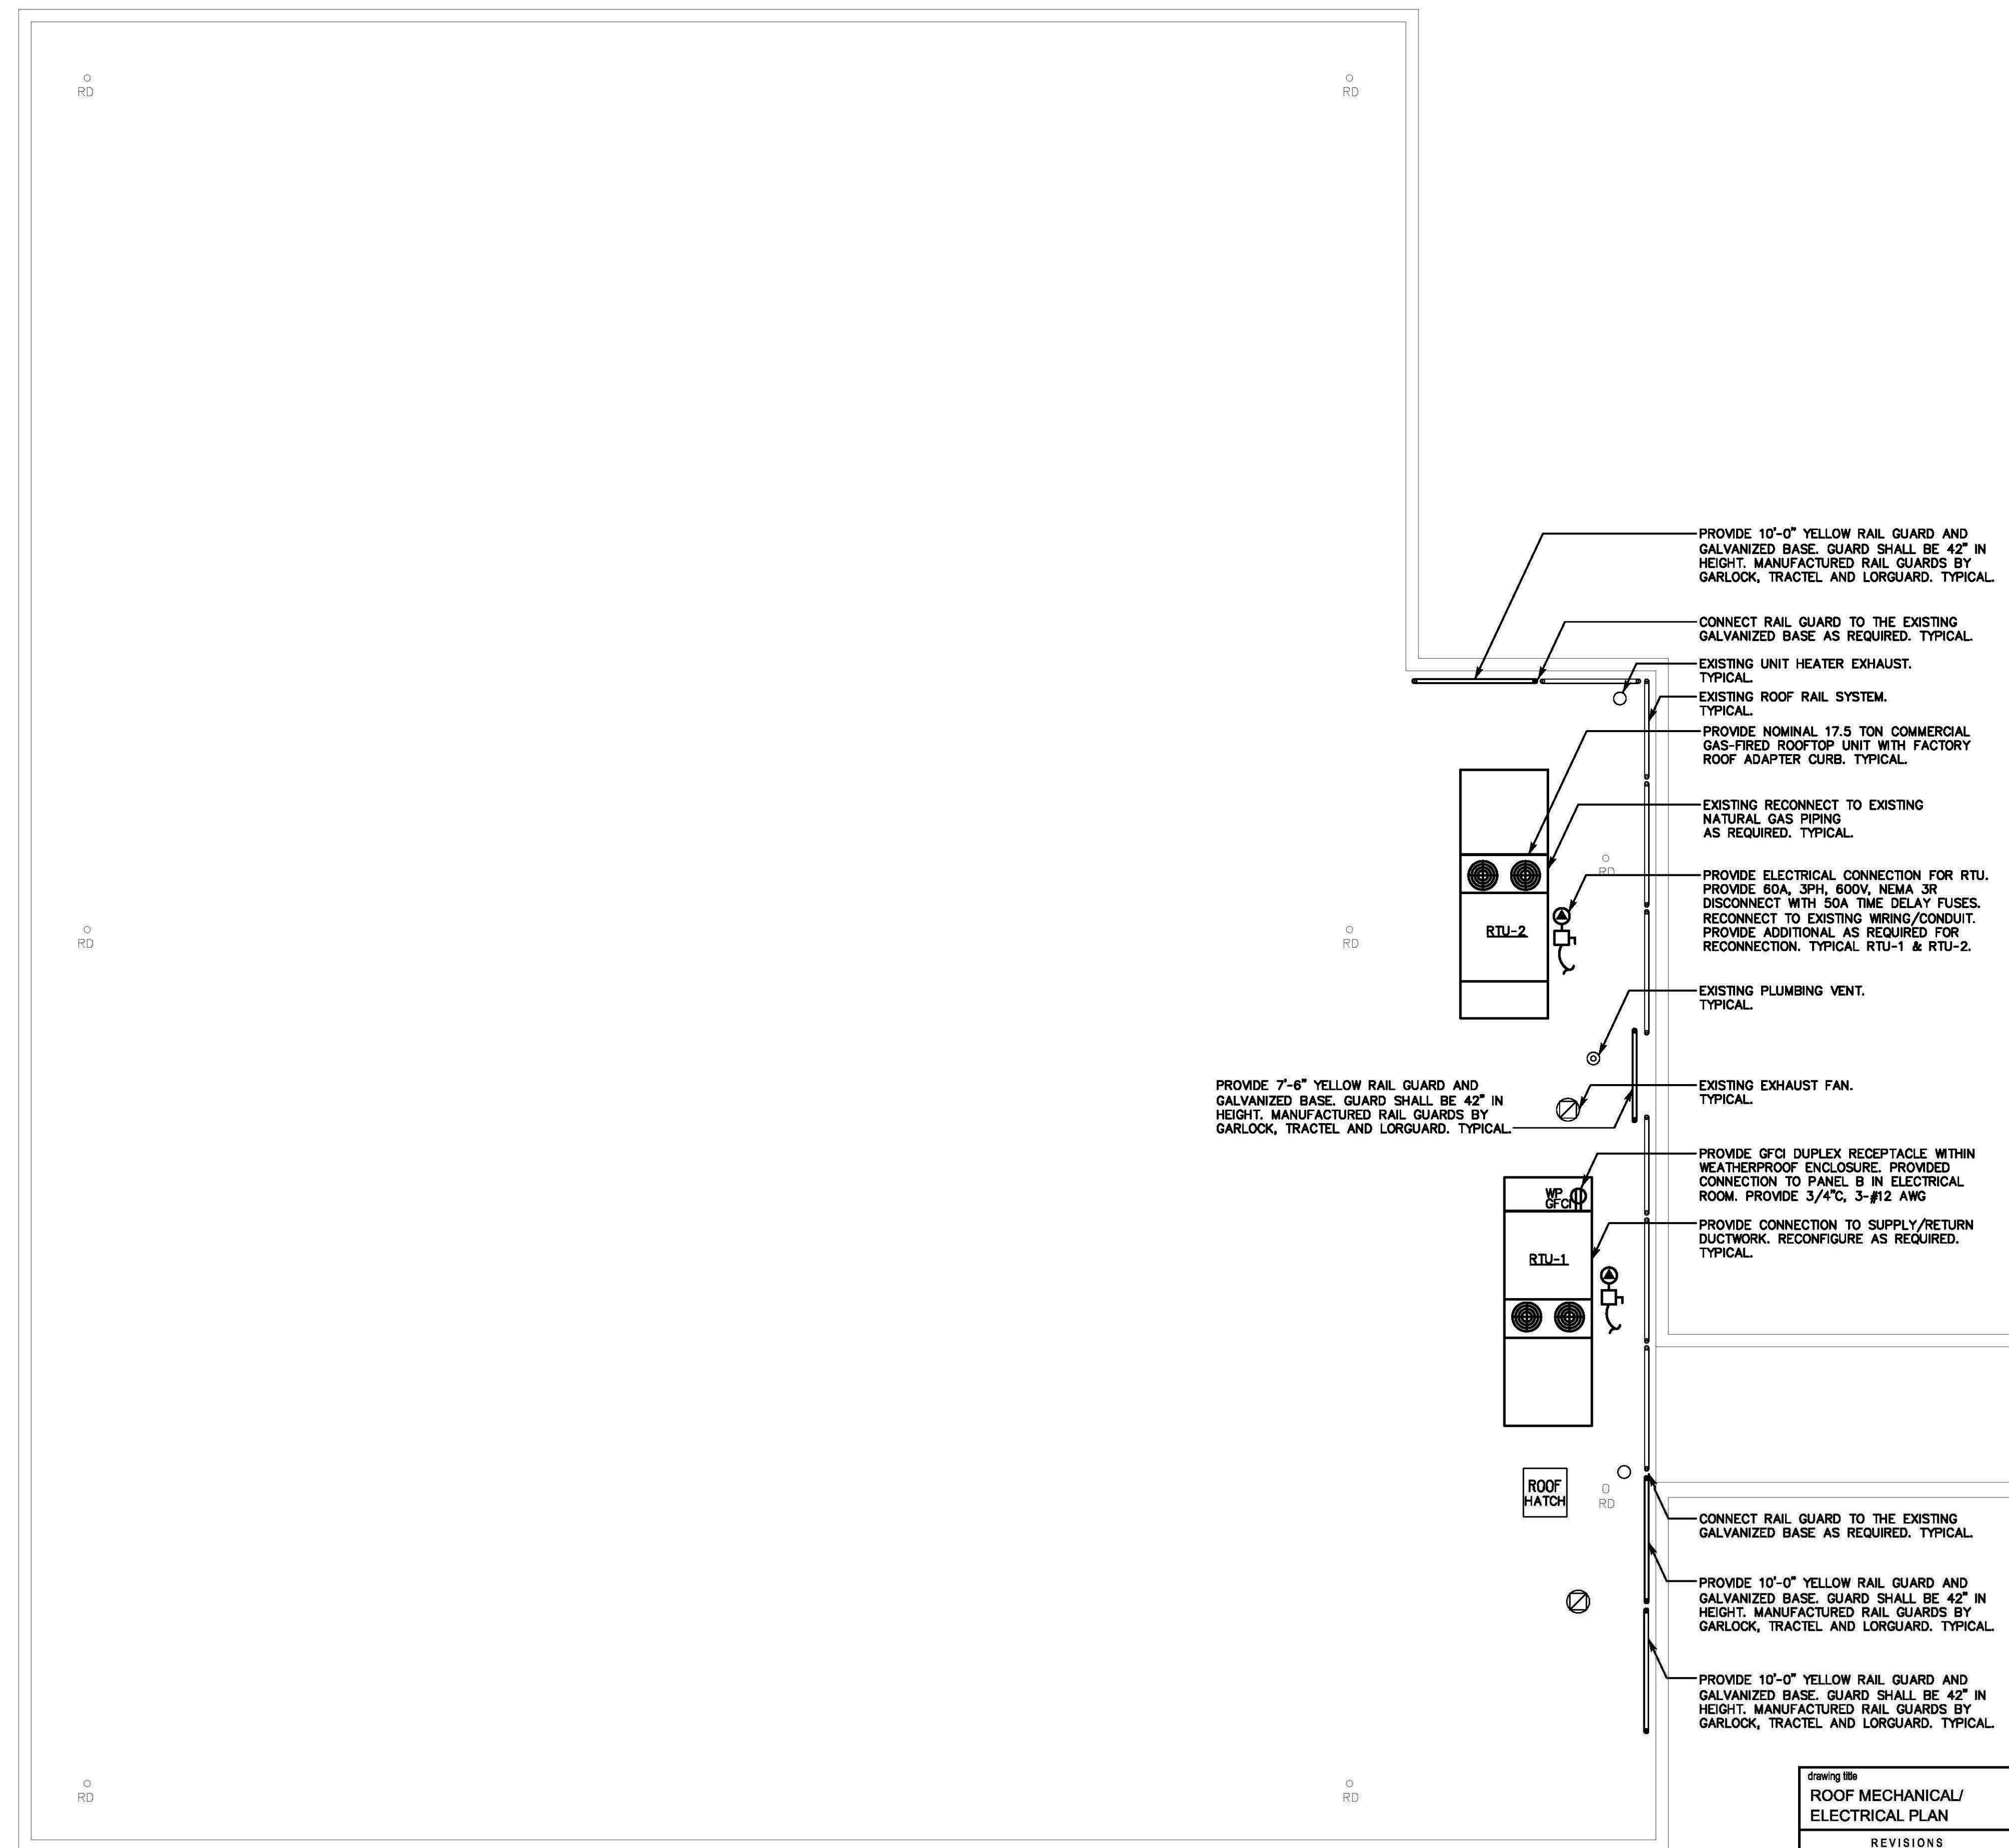 RD
RD
PROVIDE 10'-0" YELLOW RAIL GUARD AND
GALVANIZED BASE. GUARD SHALL BE 42" IN
HEIGHT. MANUFACTURED RAIL GUARDS BY
GARLOCK, TRACTEL AND LORGUARD. TYPICAL.
CONNECT RAIL GUARD TO THE EXISTING
GALVANIZED BASE AS REQUIRED. TYPICAL.
EXISTING UNIT HEATER EXHAUST.
TYPICAL.
EXISTING ROOF RAIL SYSTEM.
TYPICAL.
PROVIDE NOMINAL 17.5 TON COMMERCIAL
GAS-FIRED ROOFTOP UNIT WITH FACTORY
ROOF ADAPTER CURB. TYPICAL.
EXISTING RECONNECT TO EXISTING
NATURAL GAS PIPING
AS REQUIRED. TYPICAL.
RD
PROVIDE ELECTRICAL CONNECTION FOR RTU.
PROVIDE 60A, 3PH, 600V, NEMA 3R
DISCONNECT WITH 50A TIME DELAY FUSES.
RECONNECT TO EXISTING WIRING/CONDUIT.
PROVIDE ADDITIONAL AS REQUIRED FOR
RECONNECTION. TYPICAL RTU-1 & RTU-2.
RTU-2
RD
RD
EXISTING PLUMBING VENT.
TYPICAL.
PROVIDE 7'-6" YELLOW RAIL GUARD AND
GALVANIZED BASE. GUARD SHALL BE 42" IN
HEIGHT. MANUFACTURED RAIL GUARDS BY
GARLOCK, TRACTEL AND LORGUARD. TYPICAL.
EXISTING EXHAUST FAN.
TYPICAL.
PROVIDE GFCI DUPLEX RECEPTACLE WITHIN
WEATHERPROOF ENCLOSURE. PROVIDED
CONNECTION TO PANEL B IN ELECTRICAL
ROOM. PROVIDE 3/4"C, 3-#12 AWG
WP
GFCI
PROVIDE CONNECTION TO SUPPLY/RETURN
DUCTWORK. RECONFIGURE AS REQUIRED.
TYPICAL.
RTU-1
ROOF
HATCH
RD
CONNECT RAIL GUARD TO THE EXISTING
GALVANIZED BASE AS REQUIRED. TYPICAL.
PROVIDE 10'-0" YELLOW RAIL GUARD AND
GALVANIZED BASE. GUARD SHALL BE 42" IN
HEIGHT. MANUFACTURED RAIL GUARDS BY
GARLOCK, TRACTEL AND LORGUARD. TYPICAL.
PROVIDE 10'-0" YELLOW RAIL GUARD AND
GALVANIZED BASE. GUARD SHALL BE 42" IN
HEIGHT. MANUFACTURED RAIL GUARDS BY
GARLOCK, TRACTEL AND LORGUARD. TYPICAL.
RD
RD
drawing title
ROOF MECHANICAL/
ELECTRICAL PLAN
REVISIONS